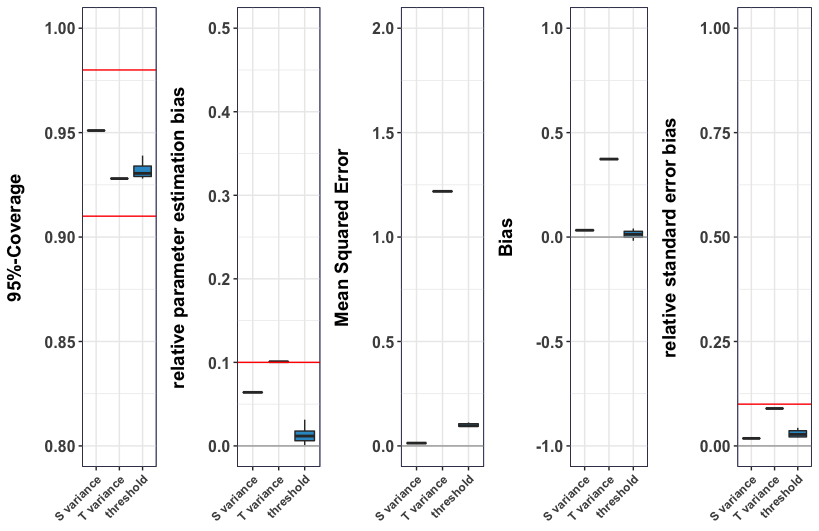 95%-Coverage
1.00
0.95
0.90
0.85
0.80
S variance
T variance
threshold
relative parameter estimation bias
0.5
0.4
0.3
0.2
0.1
0.0
S variance
T variance
threshold
Mean Squared Error
2.0
1.5
1.0
0.5
0.0
S variance
T variance
threshold
Bias
1.0
0.5
0.0
-0.5
-1.0
S variance
T variance
threshold
relative standard error bias
1.00
0.75
0.50
0.25
0.00
S variance
T variance
threshold